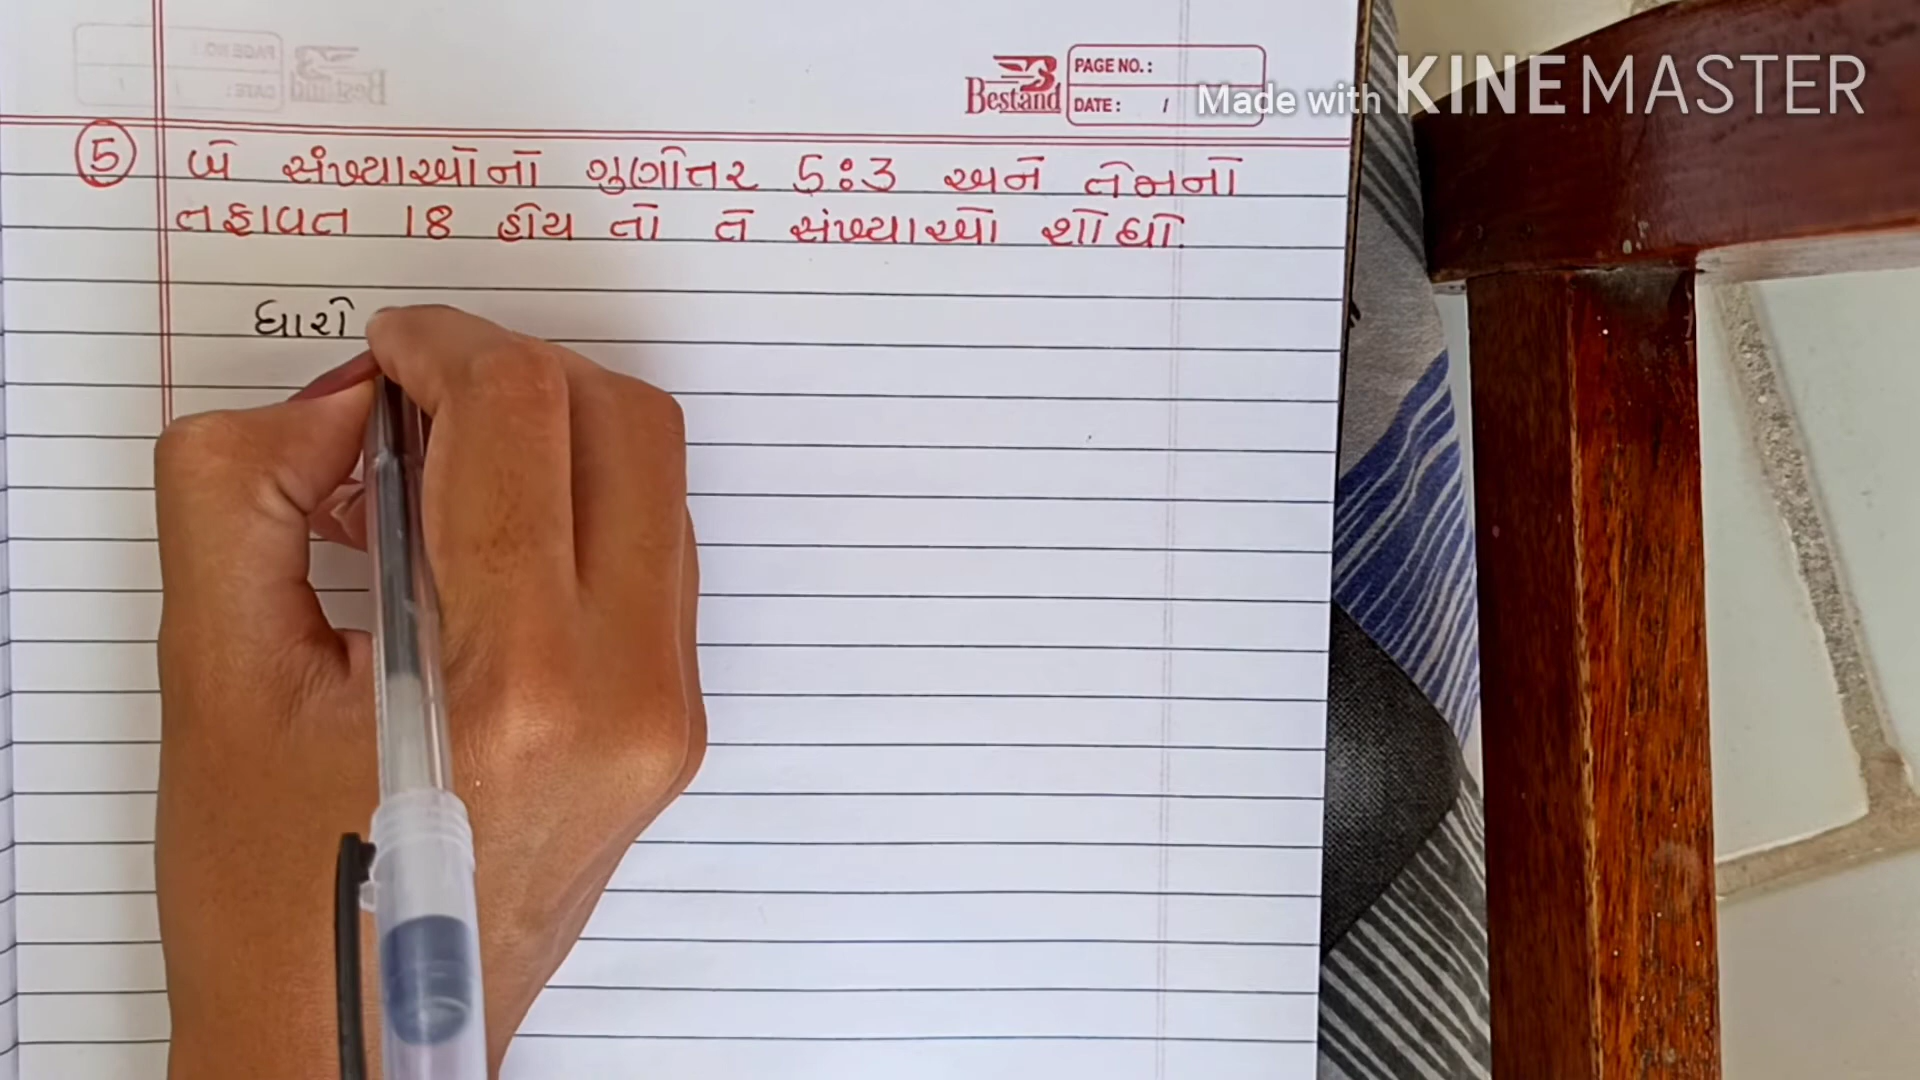 Bestand
PAGE NO. :
DATE : /
Made with KINEMASTER
5 બે સંખ્યાઓનો ગુણોત્તર 5:3 અને તેમનો
તફાવત 18 હોય તો તે સંખ્યાઓ શોધો.
ધારો